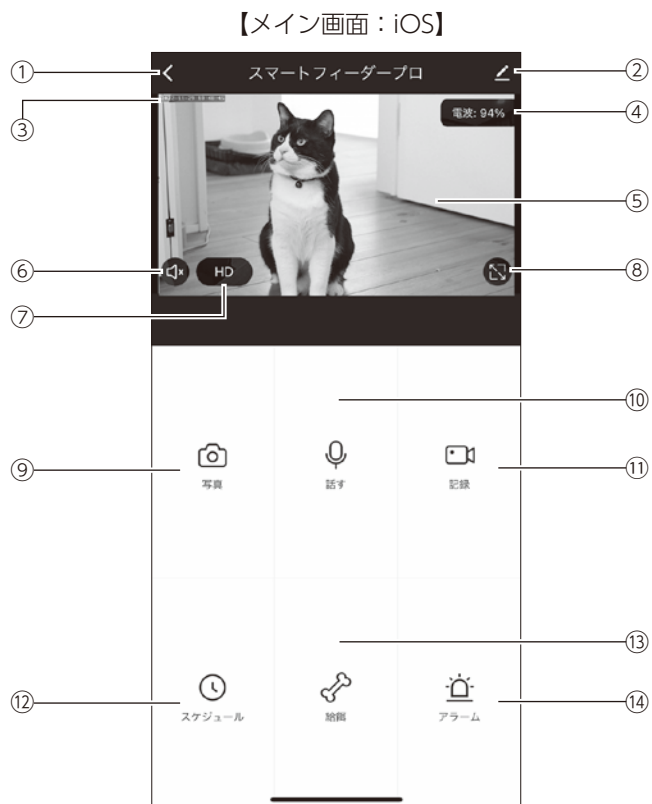 【メイン画面：iOS】
① スマートフィーダープロ ②
③
電波: 94% ④
⑤
⑥ HD ⑧
⑦
⑩
⑨ ⑪
写真 話す 記録
⑬
⑫ ⑭
スケジュール 給餌 アラーム